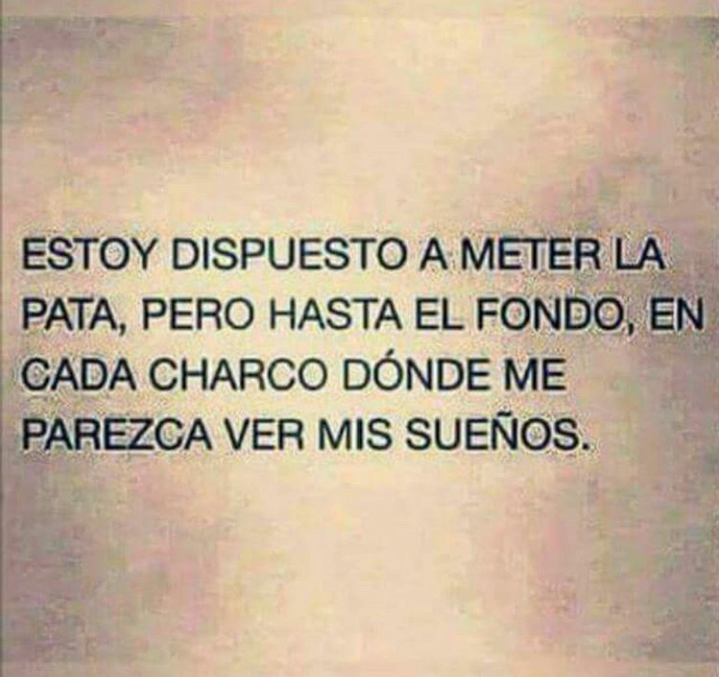 ESTOY DISPUESTO A METER LA
PATA, PERO HASTA EL FONDO, EN
CADA CHARCO DÓNDE ME
PAREZCA VER MIS SUEÑOS.